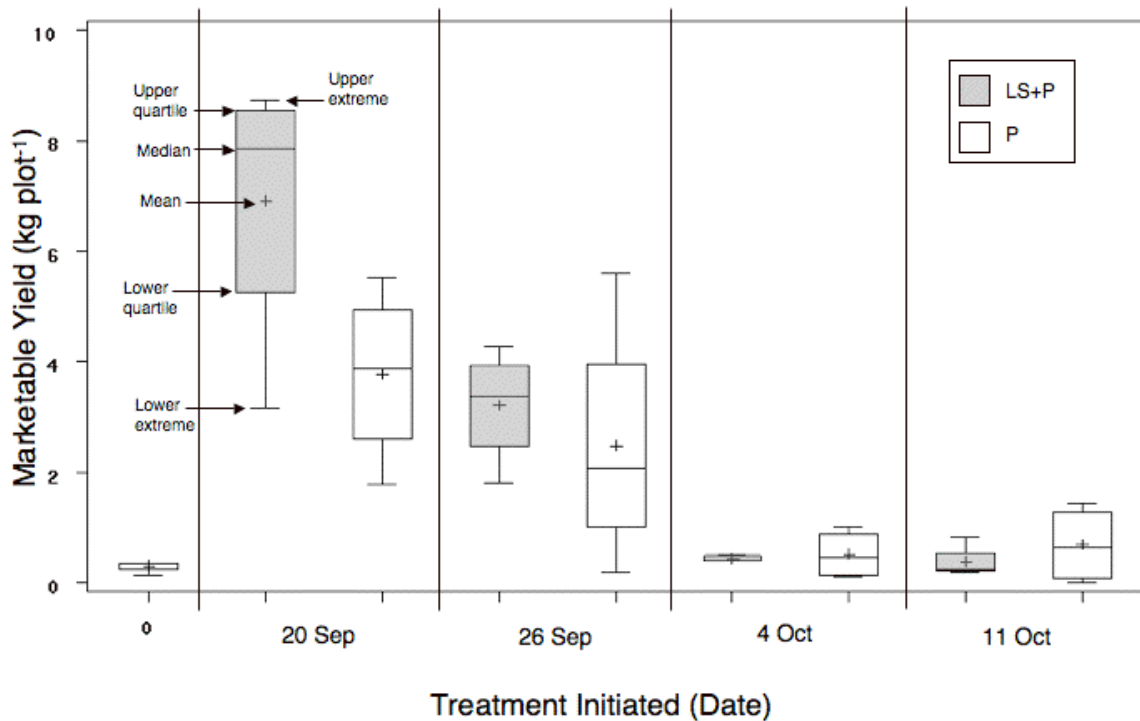 10
8
6
4
2
0
Marketable Yield (kg plot⁻¹)
Upper
quartile
Upper
extreme
Median
Mean
Lower
quartile
Lower
extreme
LS+P
P
0
20 Sep
26 Sep
4 Oct
11 Oct
Treatment Initiated (Date)